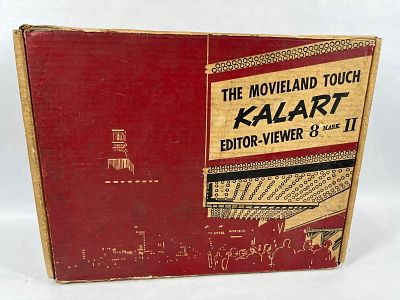 THE MOVIELAND TOUCH
KALART
EDITOR-VIEWER 8 MARK II